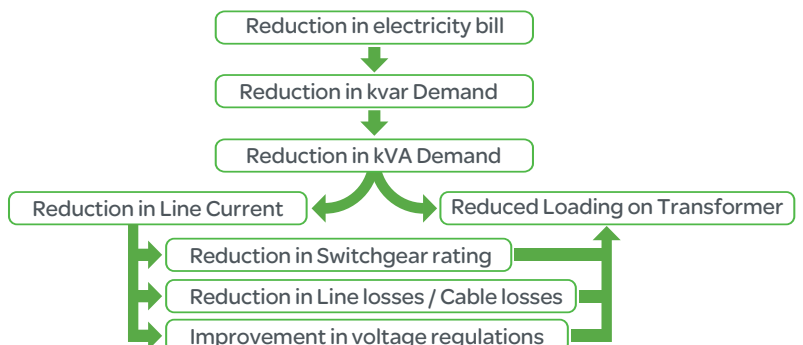 Reduction in electricity bill
Reduction in kvar Demand
Reduction in kVA Demand
Reduction in Line Current
Reduced Loading on Transformer
Reduction in Switchgear rating
Reduction in Line losses / Cable losses
Improvement in voltage regulations